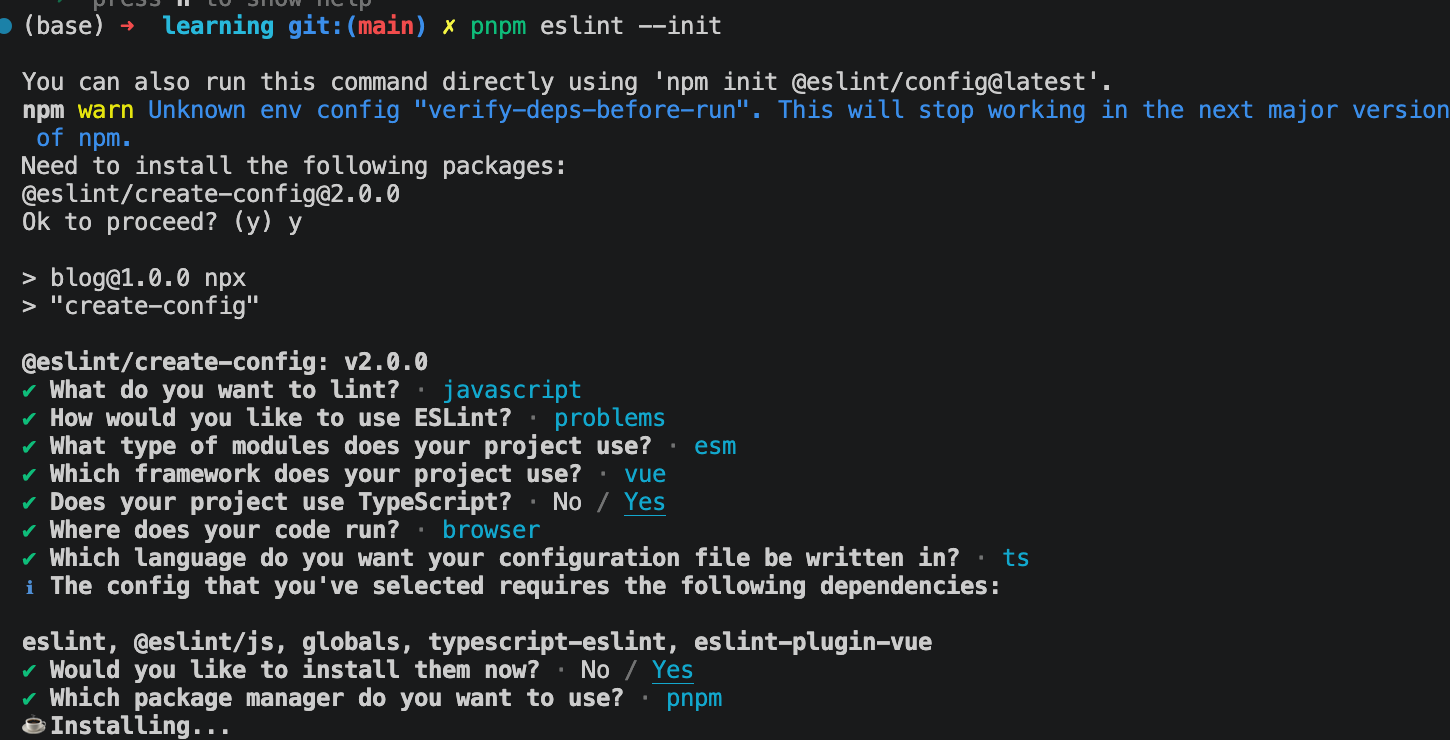 press h to show help
(base) → learning git:(main) ✗ pnpm eslint --init
You can also run this command directly using 'npm init @eslint/config@latest'.
npm warn Unknown env config "verify-deps-before-run". This will stop working in the next major version
of npm.
Need to install the following packages:
@eslint/create-config@2.0.0
Ok to proceed? (y) y
> blog@1.0.0 npx
> "create-config"
@eslint/create-config: v2.0.0
✔ What do you want to lint? · javascript
✔ How would you like to use ESLint? · problems
✔ What type of modules does your project use? · esm
✔ Which framework does your project use? · vue
✔ Does your project use TypeScript? · No / Yes
✔ Where does your code run? · browser
✔ Which language do you want your configuration file be written in? · ts
ℹ The config that you've selected requires the following dependencies:
eslint, @eslint/js, globals, typescript-eslint, eslint-plugin-vue
✔ Would you like to install them now? · No / Yes
✔ Which package manager do you want to use? · pnpm
☕️Installing...